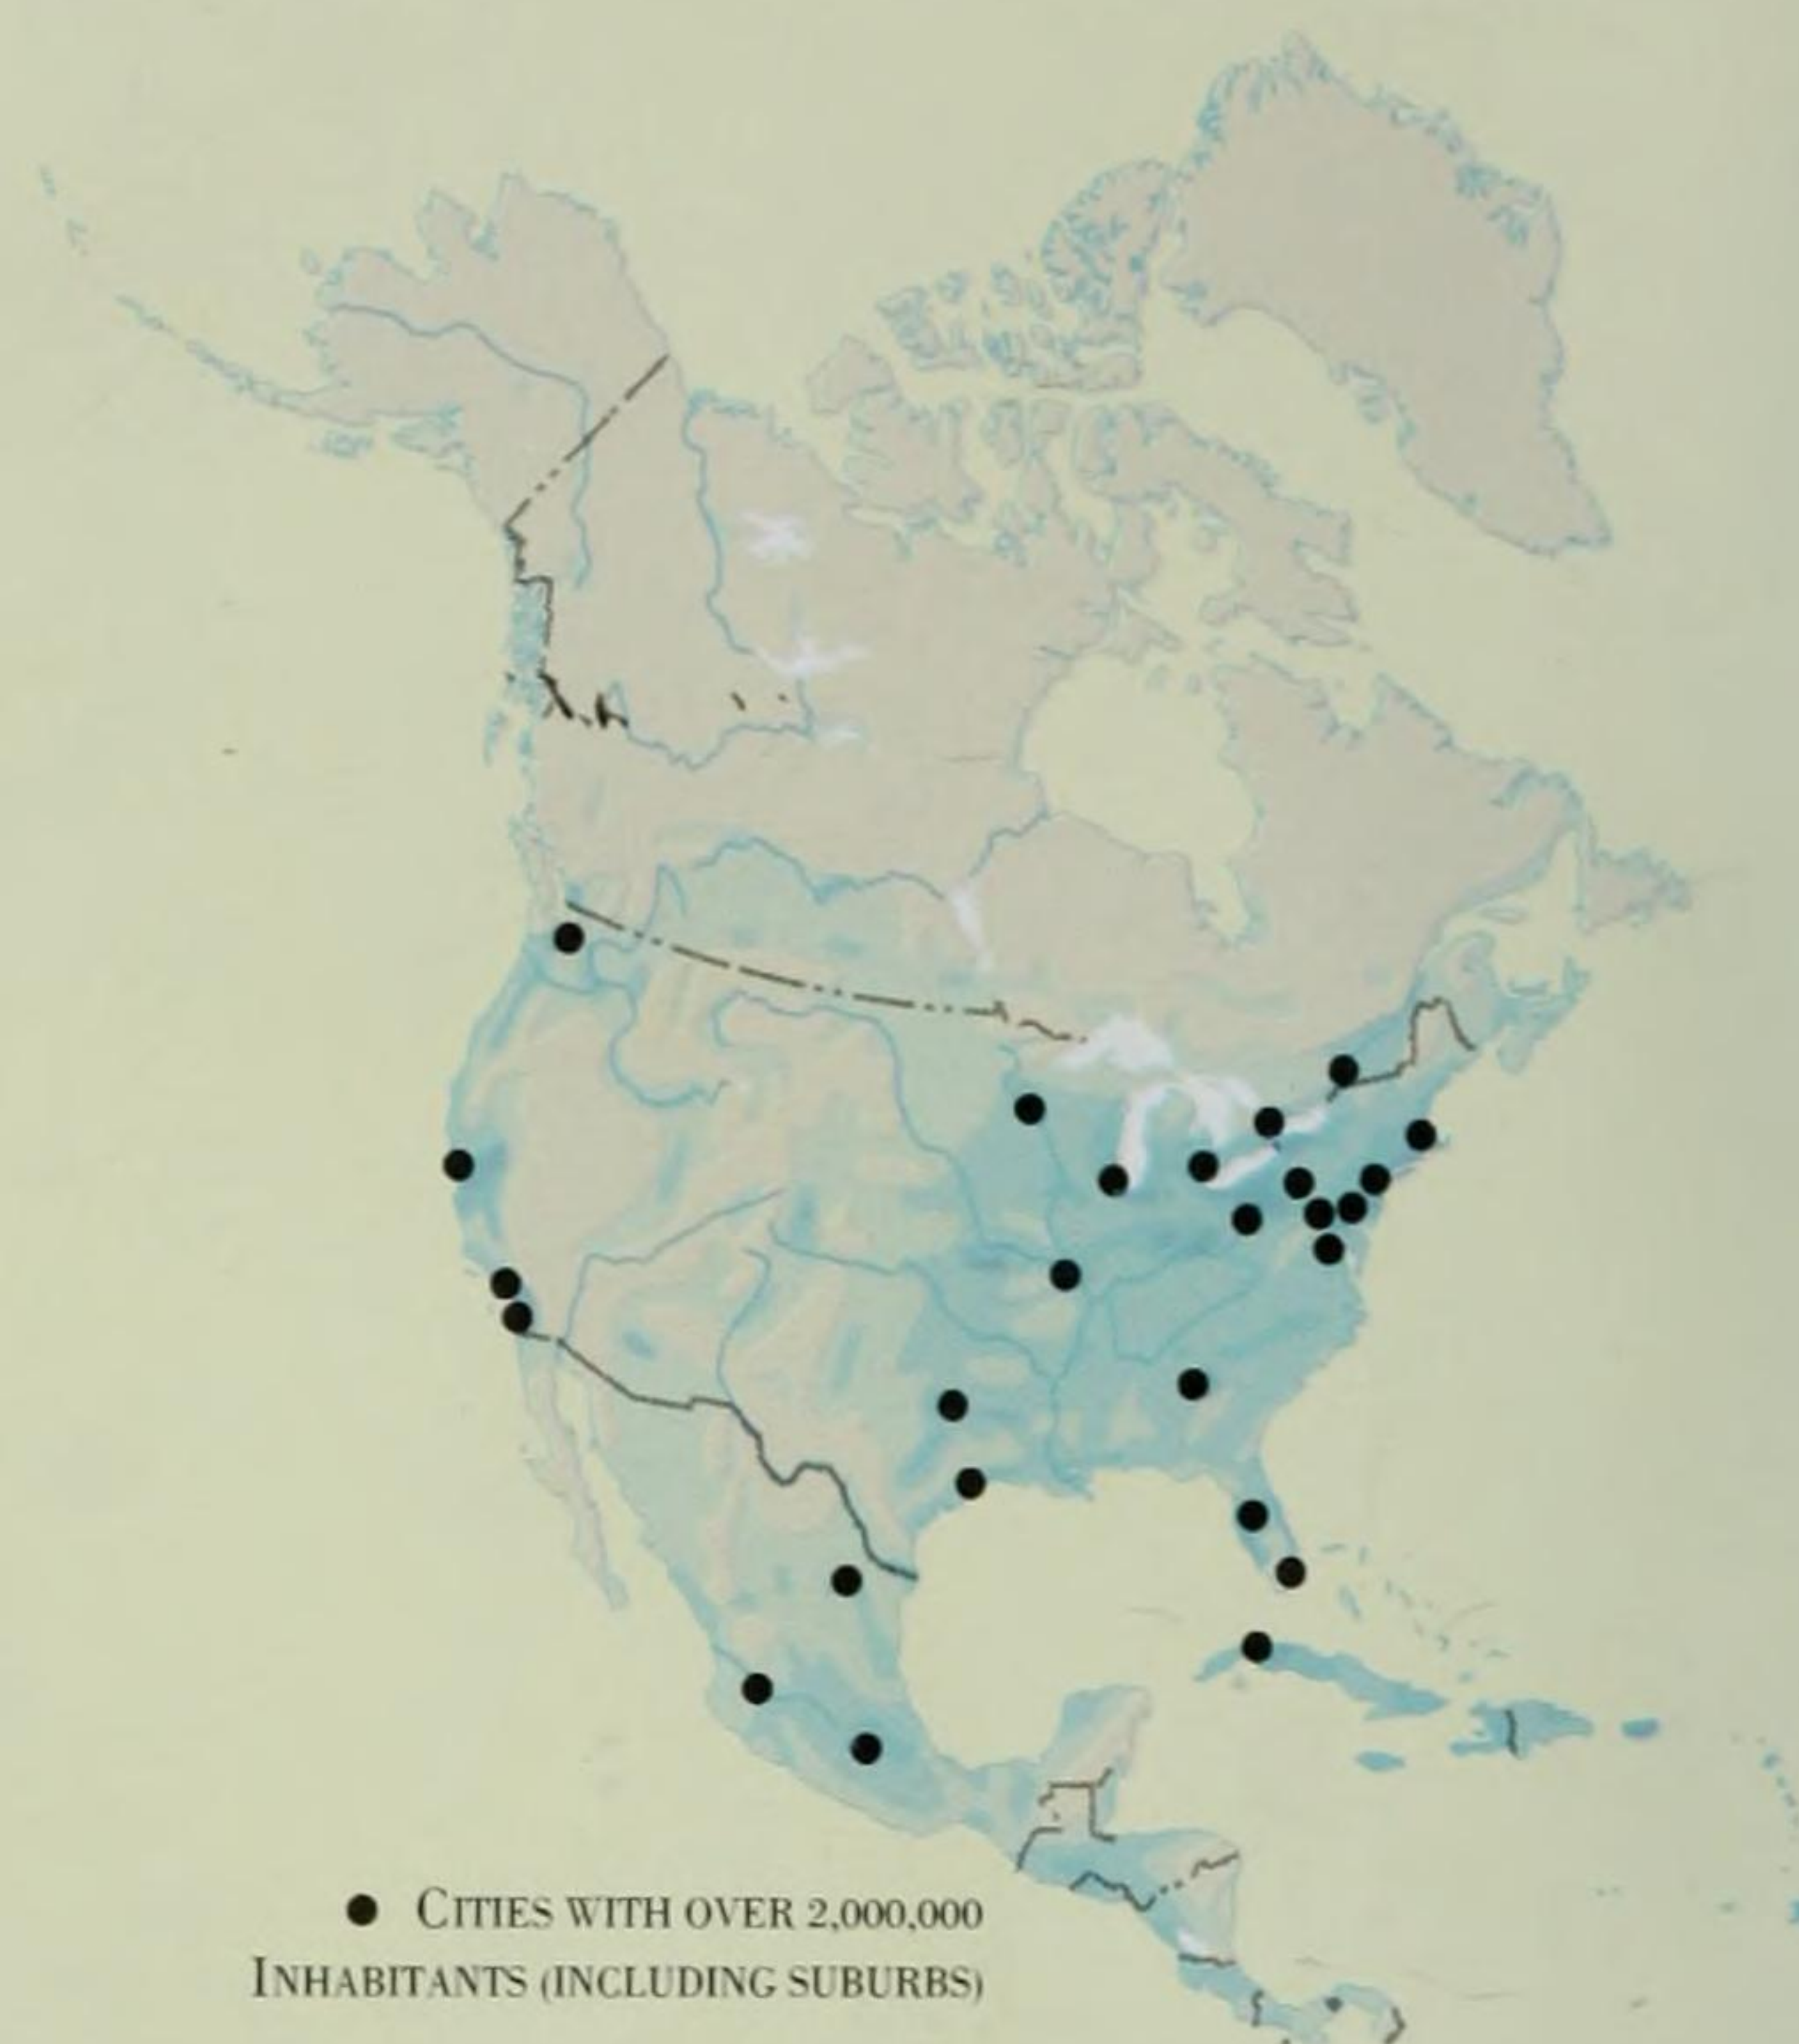 CITIES WITH OVER 2,000,000
INHABITANTS (INCLUDING SUBURBS)